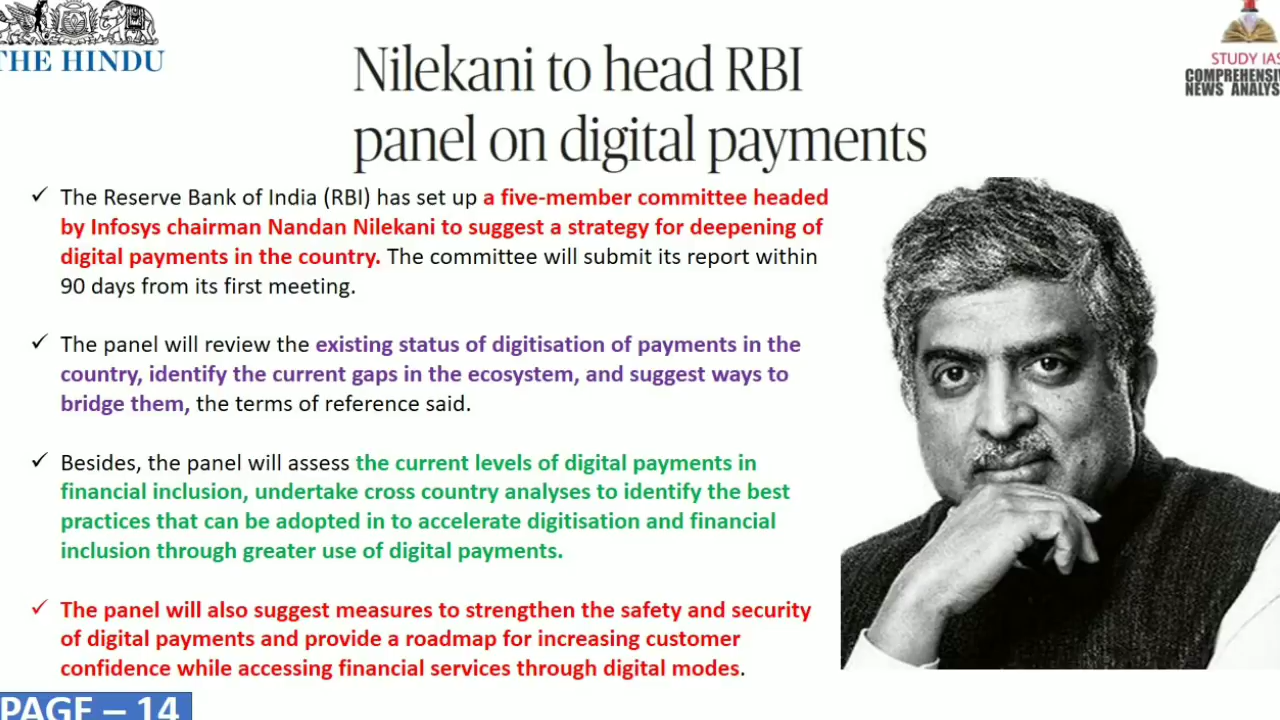 THE HINDU
STUDY IAS
COMPREHENSIV
NEWS ANALYS
Nilekani to head RBI
panel on digital payments
✓ The Reserve Bank of India (RBI) has set up a five-member committee headed
by Infosys chairman Nandan Nilekani to suggest a strategy for deepening of
digital payments in the country. The committee will submit its report within
90 days from its first meeting.
✓ The panel will review the existing status of digitisation of payments in the
country, identify the current gaps in the ecosystem, and suggest ways to
bridge them, the terms of reference said.
✓ Besides, the panel will assess the current levels of digital payments in
financial inclusion, undertake cross country analyses to identify the best
practices that can be adopted in to accelerate digitisation and financial
inclusion through greater use of digital payments.
✓ The panel will also suggest measures to strengthen the safety and security
of digital payments and provide a roadmap for increasing customer
confidence while accessing financial services through digital modes.
PAGE – 14